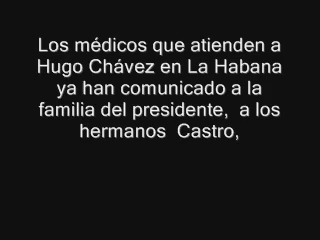 Los médicos que atienden a
Hugo Chávez en La Habana
ya han comunicado a la
familia del presidente,  a los
hermanos  Castro,